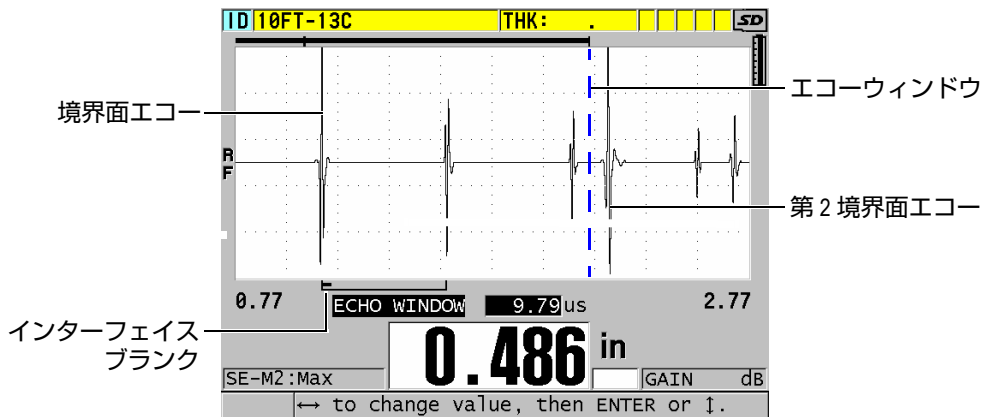 ID 10FT-13C THK: . SD
境界面エコー
エコーウィンドウ
RF
第2境界面エコー
0.77 ECHO WINDOW 9.79us 2.77
インターフェイス
ブランク
0.486 in
SE-M2:Max GAIN dB
↔ to change value, then ENTER or ↕.